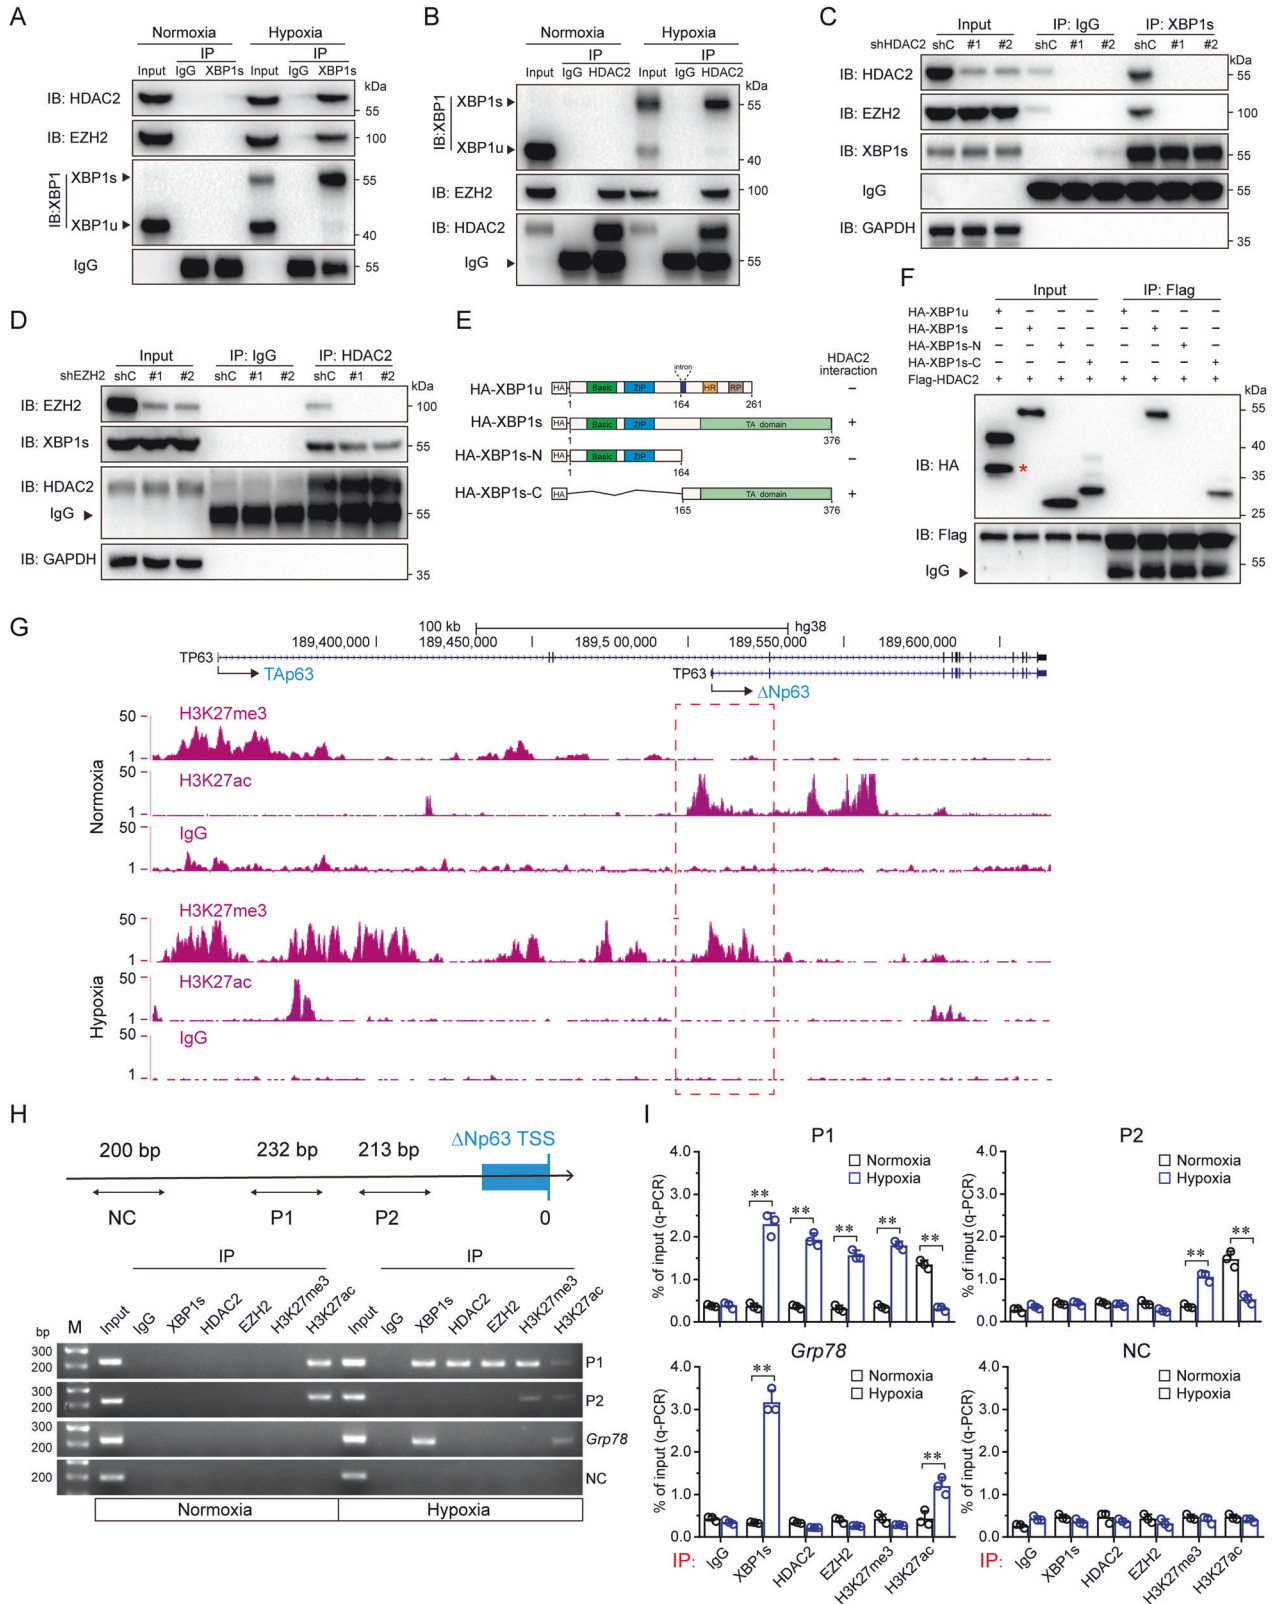 A
Normoxia Hypoxia
IP IP
Input IgG XBP1s Input IgG XBP1s
kDa
IB: HDAC2
55
IB: EZH2
100
IB:XBP1
XBP1s
55
XBP1u
40
IgG
55
B
Normoxia Hypoxia
IP IP
Input IgG HDAC2 Input IgG HDAC2
kDa
IB:XBP1
XBP1s
55
XBP1u
40
IB: EZH2
100
IB: HDAC2
IgG
55
C
Input IP: IgG IP: XBP1s
shHDAC2 shC #1 #2 shC #1 #2 shC #1 #2
kDa
IB: HDAC2
55
IB: EZH2
100
IB: XBP1s
55
IgG
55
IB: GAPDH
35
D
Input IP: IgG IP: HDAC2
shEZH2 shC #1 #2 shC #1 #2 shC #1 #2
kDa
IB: EZH2
100
IB: XBP1s
55
IB: HDAC2
IgG
55
IB: GAPDH
35
E
HDAC2
interaction
intron
HA-XBP1u HA Basic ZIP HR RP −
1 164 261
HA-XBP1s HA Basic ZIP TA domain +
1 376
HA-XBP1s-N HA Basic ZIP −
1 164
HA-XBP1s-C HA TA domain +
165 376
F
Input IP: Flag
HA-XBP1u + − − − + − − −
HA-XBP1s − + − − − + − −
HA-XBP1s-N − − + − − − + −
HA-XBP1s-C − − − + − − − +
Flag-HDAC2 + + + + + + + +
kDa
55
40
IB: HA
*
35
25
IB: Flag
55
IgG
G
100 kb hg38
189,400,000 189,450,000 189,5 00,000 189,550,000 189,600,000
TP63
TAp63
TP63
ΔNp63
Normoxia
H3K27me3
50
1
H3K27ac
50
1
IgG
50
1
Hypoxia
H3K27me3
50
1
H3K27ac
50
1
IgG
50
1
H
ΔNp63 TSS
200 bp 232 bp 213 bp
NC P1 P2 0
IP IP
bp M Input IgG XBP1s HDAC2 EZH2 H3K27me3 H3K27ac Input IgG XBP1s HDAC2 EZH2 H3K27me3 H3K27ac
300
200
P1
300
200
P2
300
200
Grp78
200
NC
Normoxia Hypoxia
I
P1
% of input (q-PCR)
4.0
3.0
2.0
1.0
0.0
Normoxia
Hypoxia
** ** ** ** **
P2
% of input (q-PCR)
4.0
3.0
2.0
1.0
0.0
Normoxia
Hypoxia
** **
Grp78
% of input (q-PCR)
4.0
3.0
2.0
1.0
0.0
Normoxia
Hypoxia
** **
IP: IgG XBP1s HDAC2 EZH2 H3K27me3 H3K27ac
NC
% of input (q-PCR)
4.0
3.0
2.0
1.0
0.0
Normoxia
Hypoxia
IP: IgG XBP1s HDAC2 EZH2 H3K27me3 H3K27ac